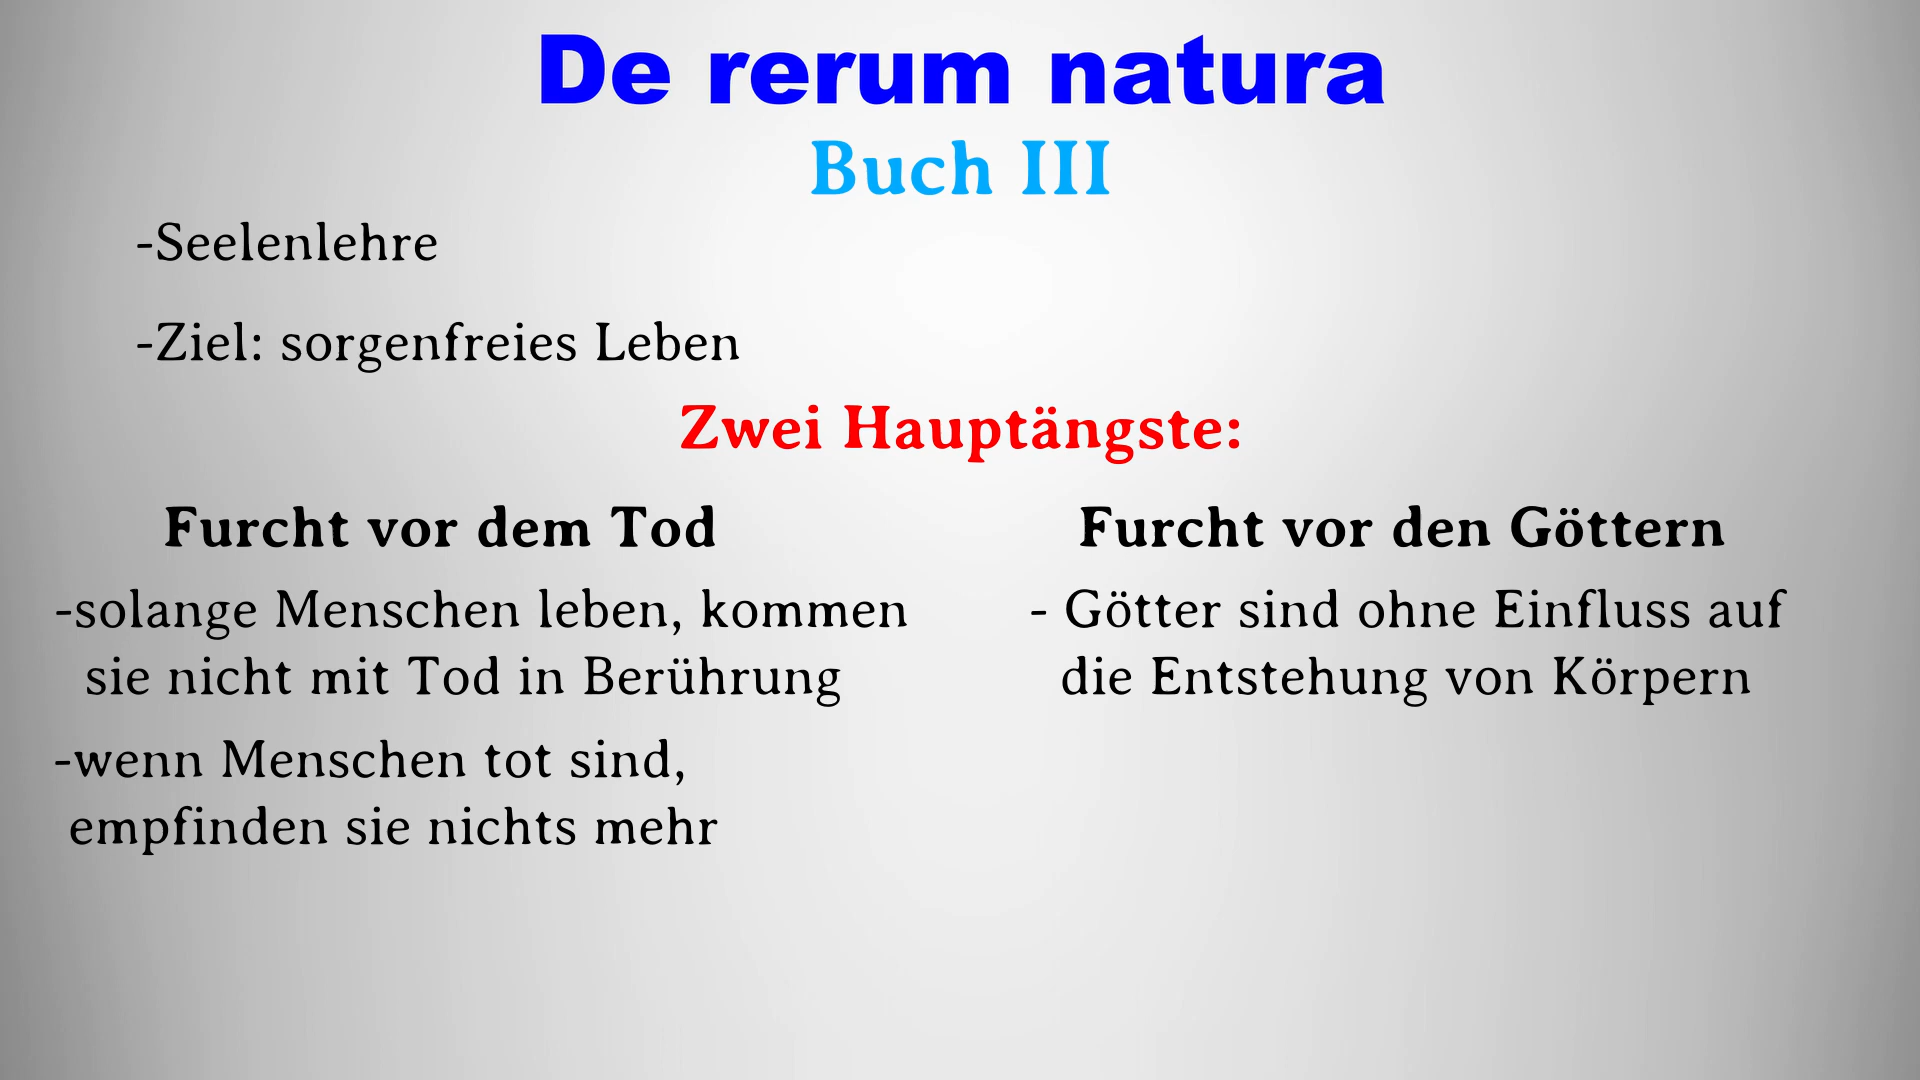 De rerum natura
Buch III
-Seelenlehre
-Ziel: sorgenfreies Leben
Zwei Hauptängste:
Furcht vor dem Tod
-solange Menschen leben, kommen
sie nicht mit Tod in Berührung
-wenn Menschen tot sind,
empfinden sie nichts mehr
Furcht vor den Göttern
- Götter sind ohne Einfluss auf
die Entstehung von Körpern